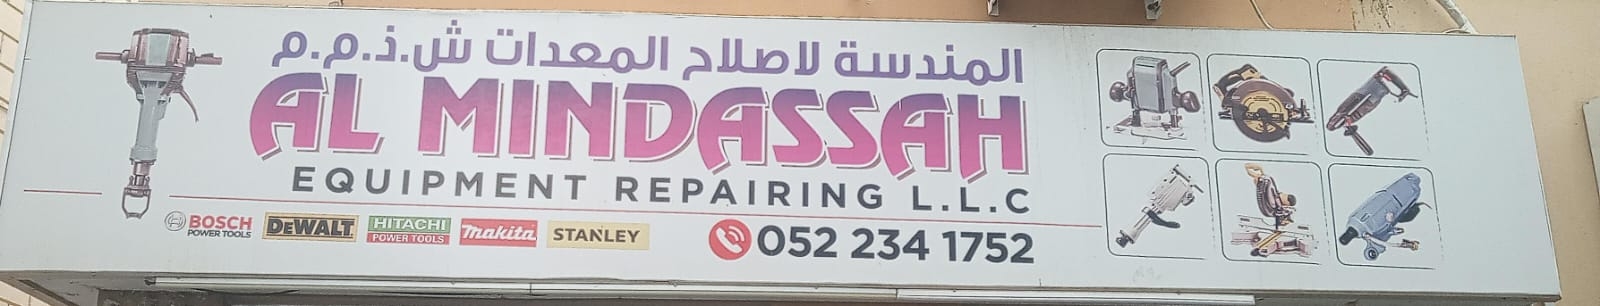 المندسة لاصلاح المعدات ش.ذ.م.م
AL MINDASSAH
EQUIPMENT REPAIRING L.L.C
BOSCH
POWER TOOLS
DEWALT
HITACHI
POWER TOOLS
makita
STANLEY
052 234 1752